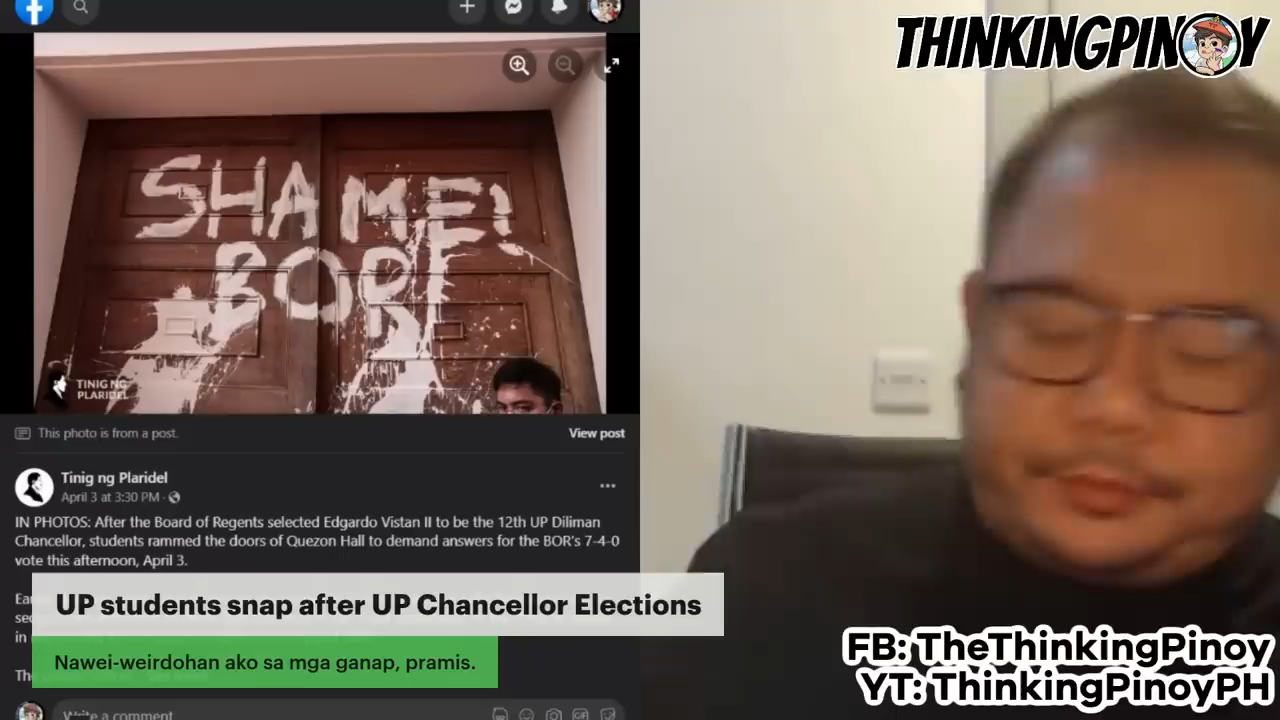 THINKINGPINOY
SHAME!
BOR!
TINIG NG
PLARIDEL
This photo is from a post.
View post
Tinig ng Plaridel
April 3 at 3:30 PM ·
IN PHOTOS: After the Board of Regents selected Edgardo Vistan II to be the 12th UP Diliman
Chancellor, students rammed the doors of Quezon Hall to demand answers for the BOR's 7-4-0
vote this afternoon, April 3.
UP students snap after UP Chancellor Elections
Nawei-weirdohan ako sa mga ganap, pramis.
Write a comment
FB: TheThinkingPinoy
YT: ThinkingPinoyPH